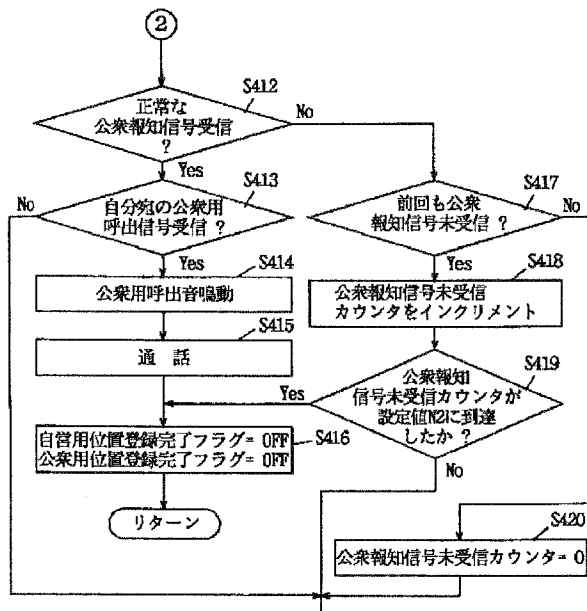 2
S412
正常な
公衆報知信号受信
?
No
Yes
S413
No
自分宛の公衆用
呼出信号受信 ?
Yes
S414
公衆用呼出音鳴動
S415
通 話
S416
自営用位置登録完了フラグ= OFF
公衆用位置登録完了フラグ= OFF
リターン
S417
前回も公衆
報知信号未受信 ?
No
Yes
S418
公衆報知信号未受信
カウンタをインクリメント
S419
公衆報知
信号未受信カウンタが
設定値N2に到達
したか ?
Yes
No
S420
公衆報知信号未受信カウンタ= 0